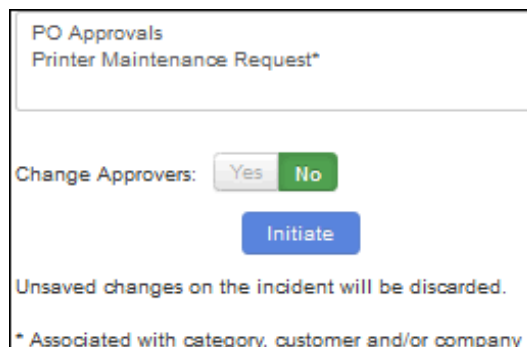 PO Approvals
Printer Maintenance Request*
Change Approvers: Yes No
Initiate
Unsaved changes on the incident will be discarded.
* Associated with category, customer and/or company